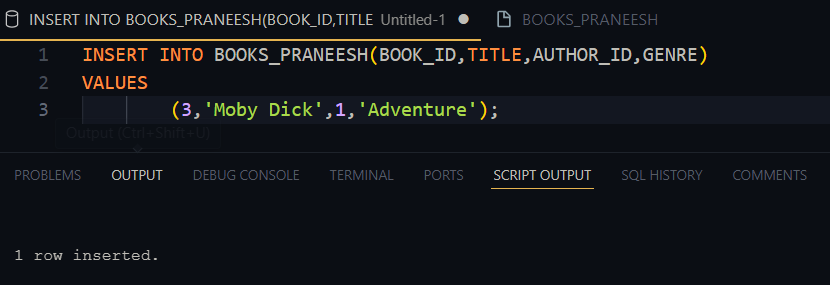 INSERT INTO BOOKS_PRANEESH(BOOK_ID,TITLE Untitled-1 BOOKS_PRANEESH
1 INSERT INTO BOOKS_PRANEESH(BOOK_ID,TITLE,AUTHOR_ID,GENRE)
2 VALUES
3 (3,'Moby Dick',1,'Adventure');
Output (Ctrl+Shift+U)
PROBLEMS OUTPUT DEBUG CONSOLE TERMINAL PORTS SCRIPT OUTPUT SQL HISTORY COMMENTS
1 row inserted.